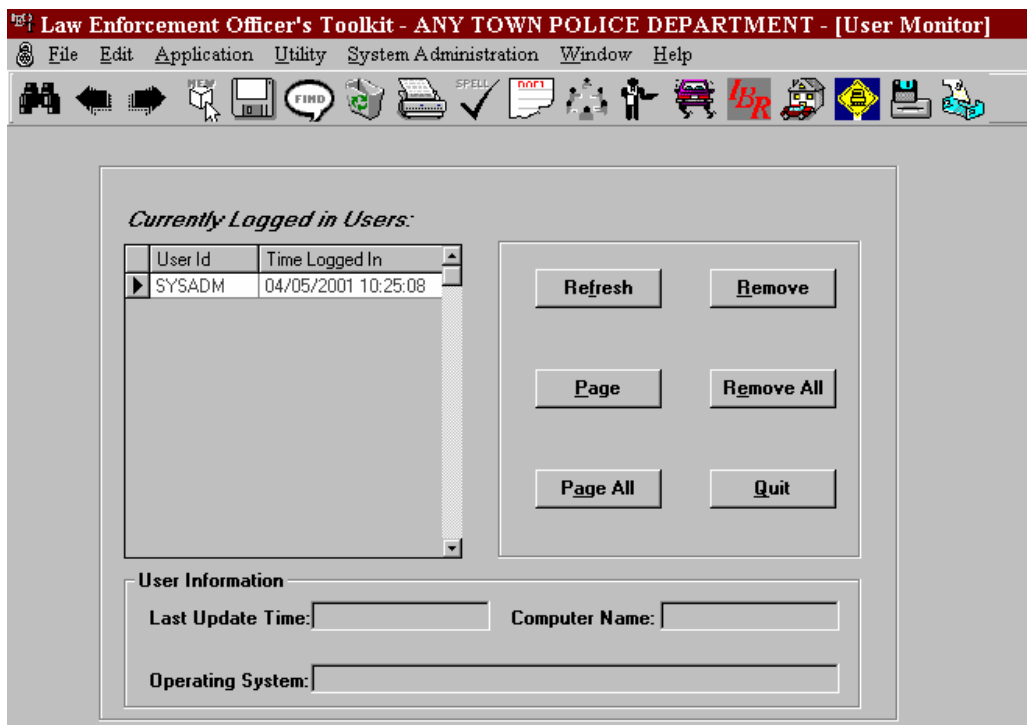 Law Enforcement Officer's Toolkit - ANY TOWN POLICE DEPARTMENT - [User Monitor]
File Edit Application Utility System Administration Window Help
NEW FIND SPELL DOE1 IBR
Currently Logged in Users:
User Id Time Logged In
SYSADM 04/05/2001 10:25:08
Refresh Remove
Page Remove All
Page All Quit
User Information
Last Update Time: Computer Name:
Operating System: